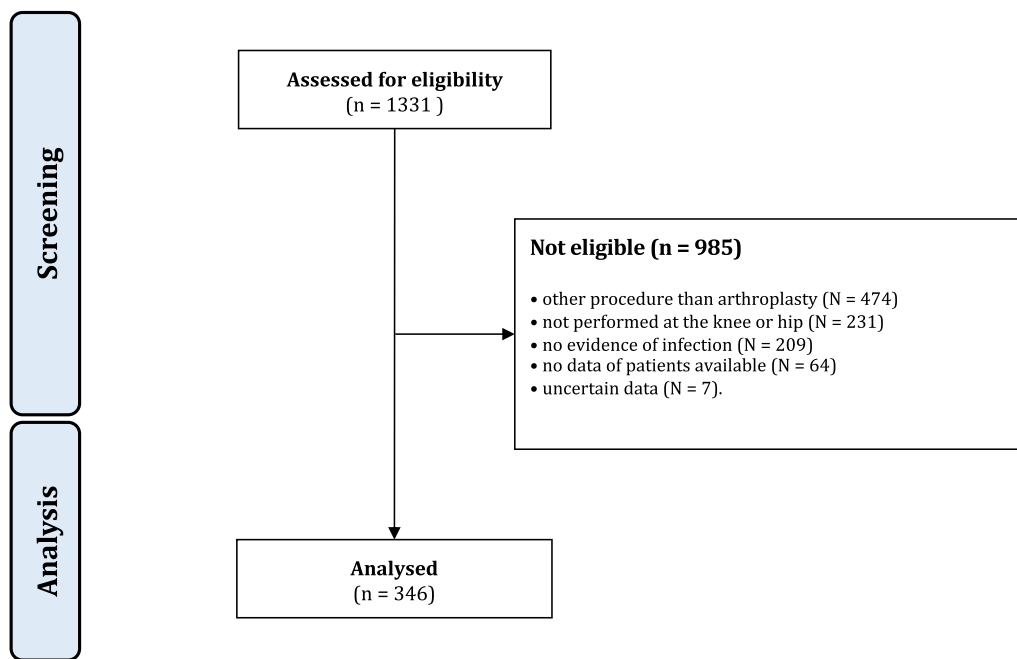 Screening
Assessed for eligibility
(n = 1331 )
Not eligible (n = 985)
• other procedure than arthroplasty (N = 474)
• not performed at the knee or hip (N = 231)
• no evidence of infection (N = 209)
• no data of patients available (N = 64)
• uncertain data (N = 7).
Analysis
Analysed
(n = 346)